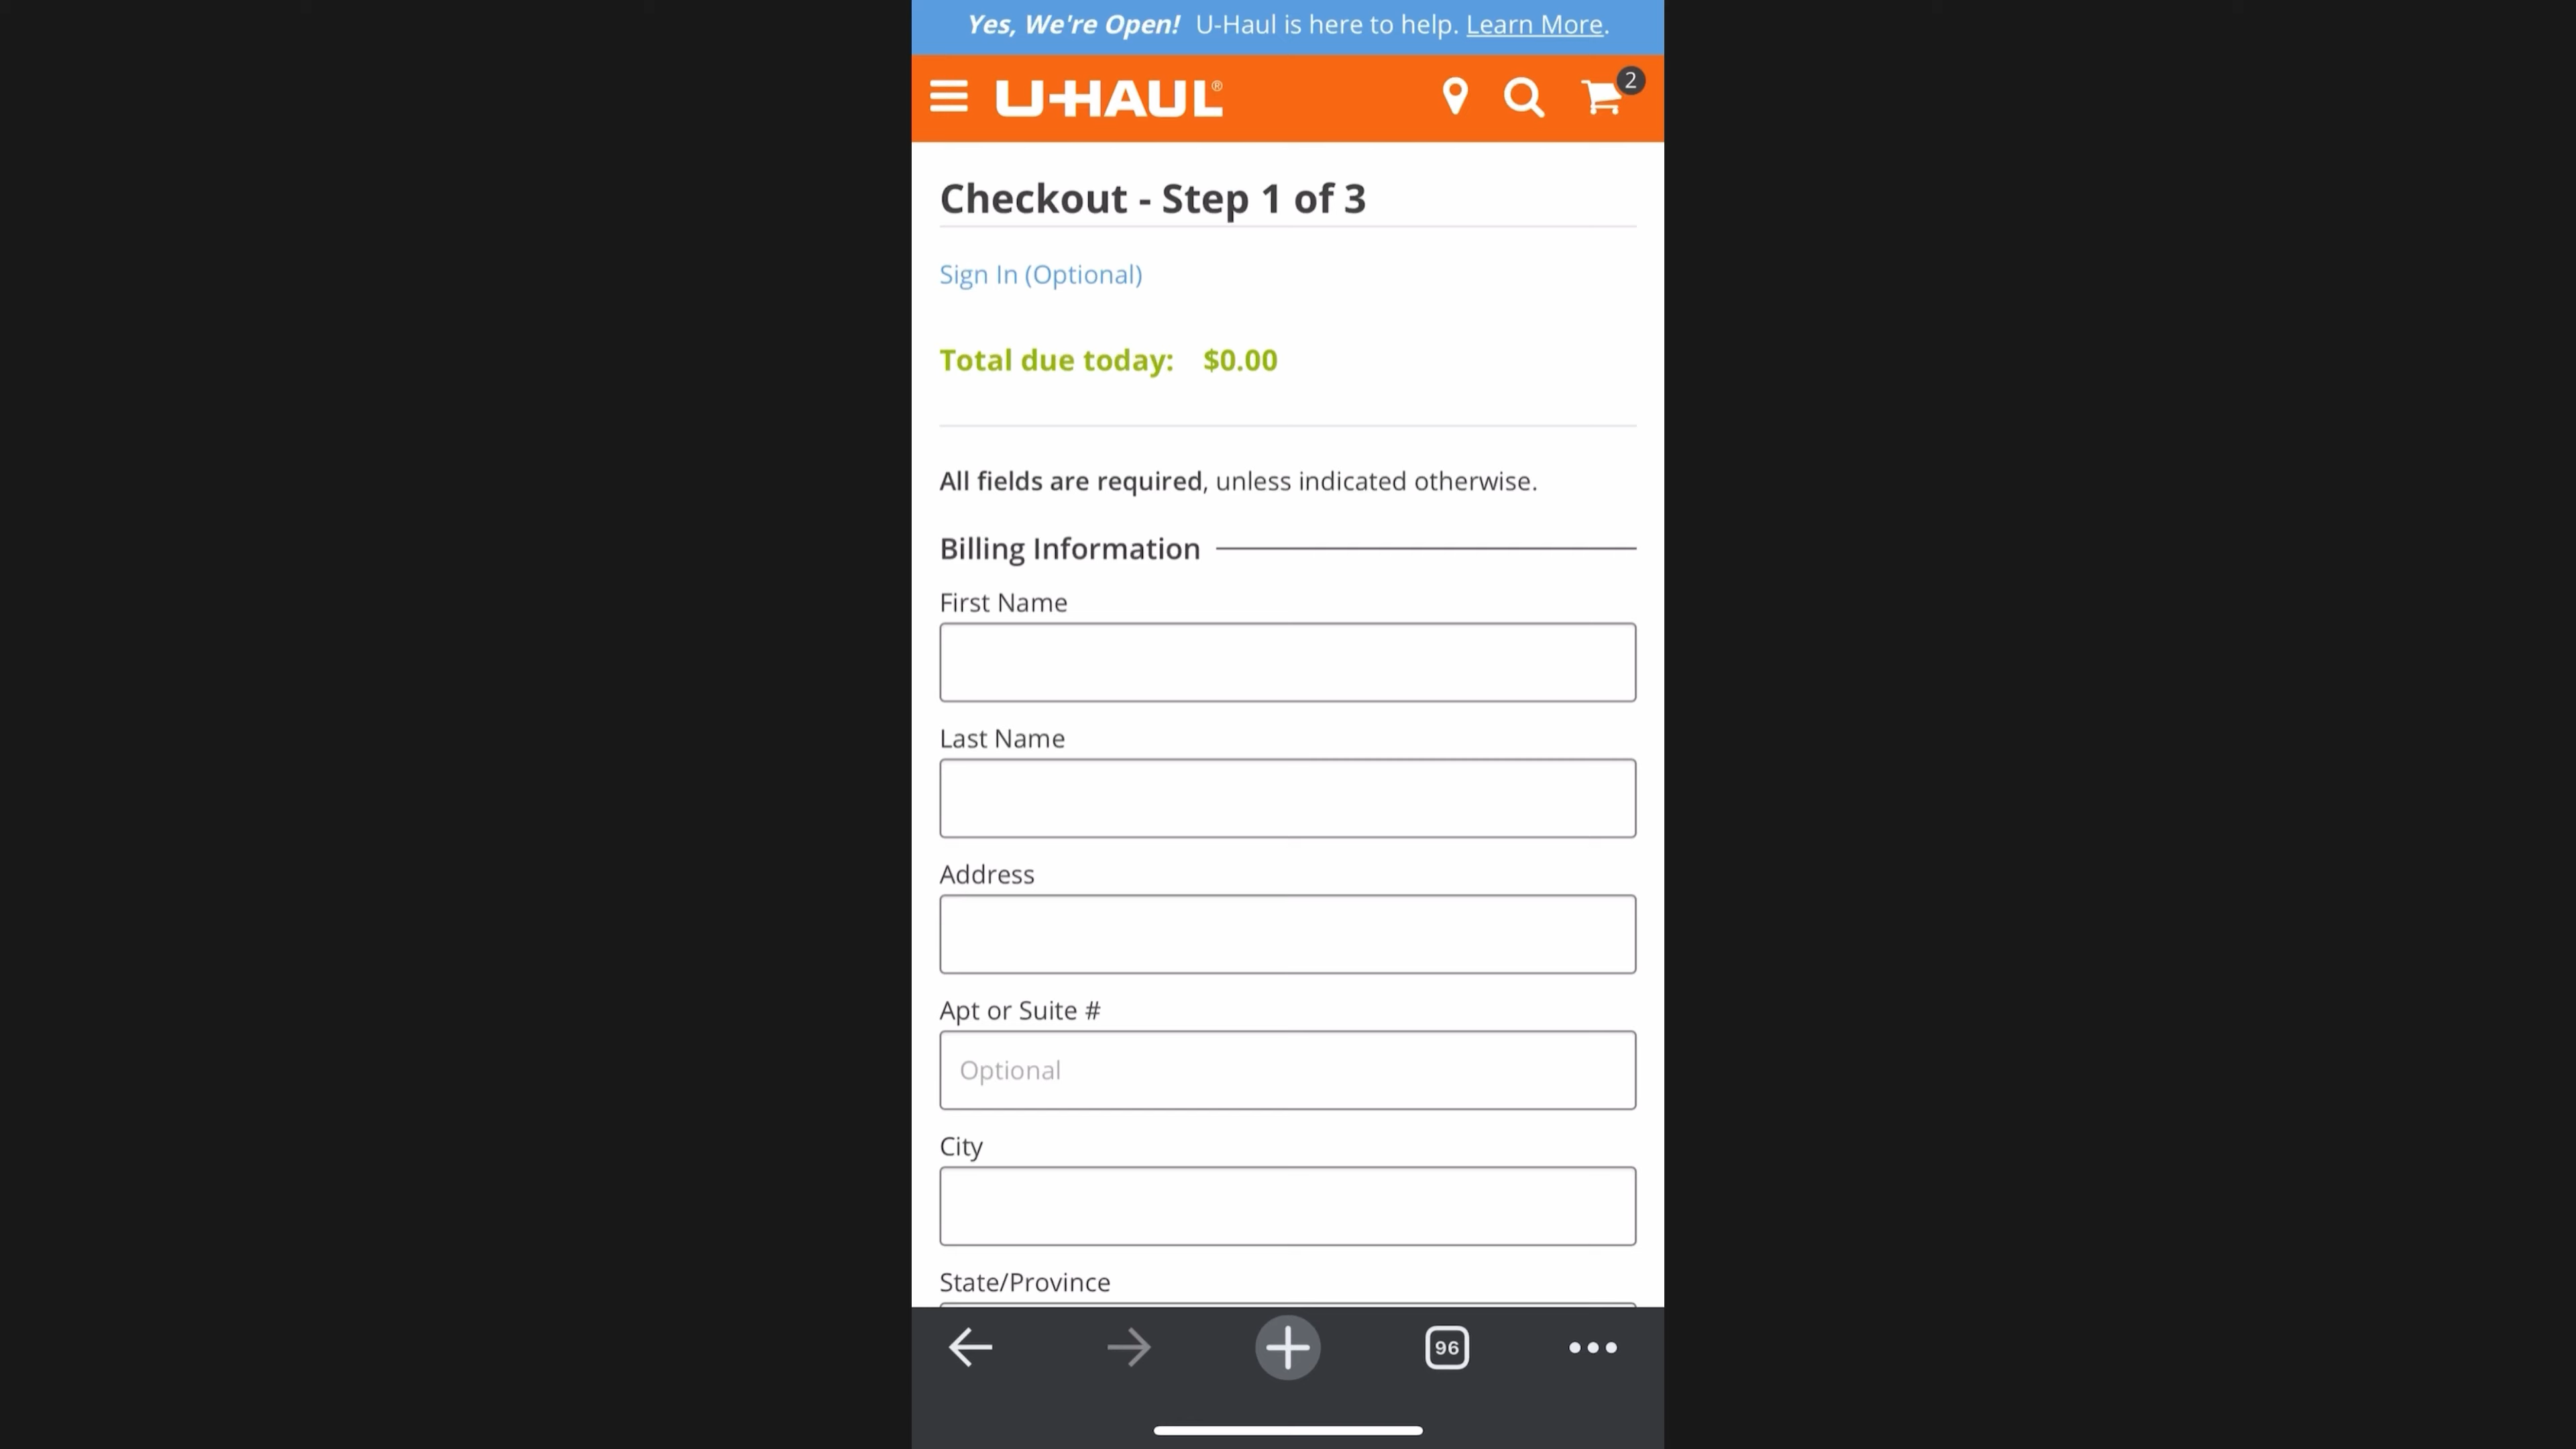 Yes, We're Open! U-Haul is here to help. Learn More.
U-HAUL®
2
Checkout - Step 1 of 3
Sign In (Optional)
Total due today: $0.00
All fields are required, unless indicated otherwise.
Billing Information
First Name
Last Name
Address
Apt or Suite #
Optional
City
State/Province
96